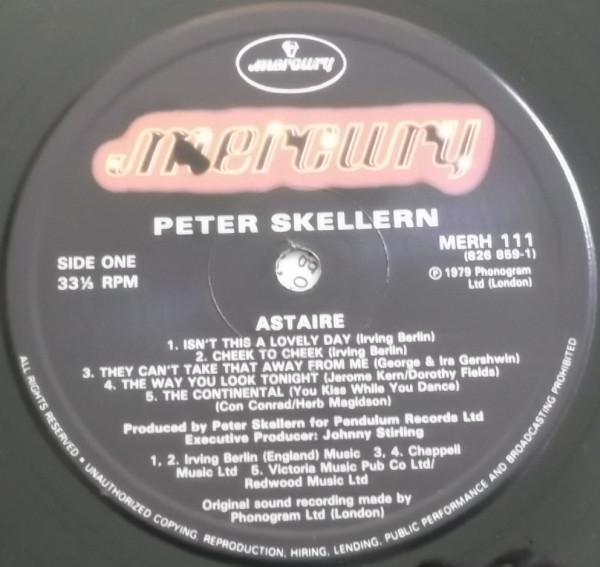 mercury
mercury
PETER SKELLERN
SIDE ONE
33⅓ RPM
MERH 111
(826 859-1)
℗ 1979 Phonogram
Ltd (London)
ASTAIRE
1. ISN'T THIS A LOVELY DAY (Irving Berlin)
2. CHEEK TO CHEEK (Irving Berlin)
3. THEY CAN'T TAKE THAT AWAY FROM ME (George & Ira Gershwin)
4. THE WAY YOU LOOK TONIGHT (Jerome Kern/Dorothy Fields)
5. THE CONTINENTAL (You Kiss While You Dance)
(Con Conrad/Herb Magidson)
Produced by Peter Skellern for Pendulum Records Ltd
Executive Producer: Johnny Stirling
1, 2. Irving Berlin (England) Music 3, 4. Chappell
Music Ltd 5. Victoria Music Pub Co Ltd/
Redwood Music Ltd
Original sound recording made by
Phonogram Ltd (London)
ALL RIGHTS RESERVED • UNAUTHORIZED COPYING, REPRODUCTION, HIRING, LENDING, PUBLIC PERFORMANCE AND BROADCASTING PROHIBITED